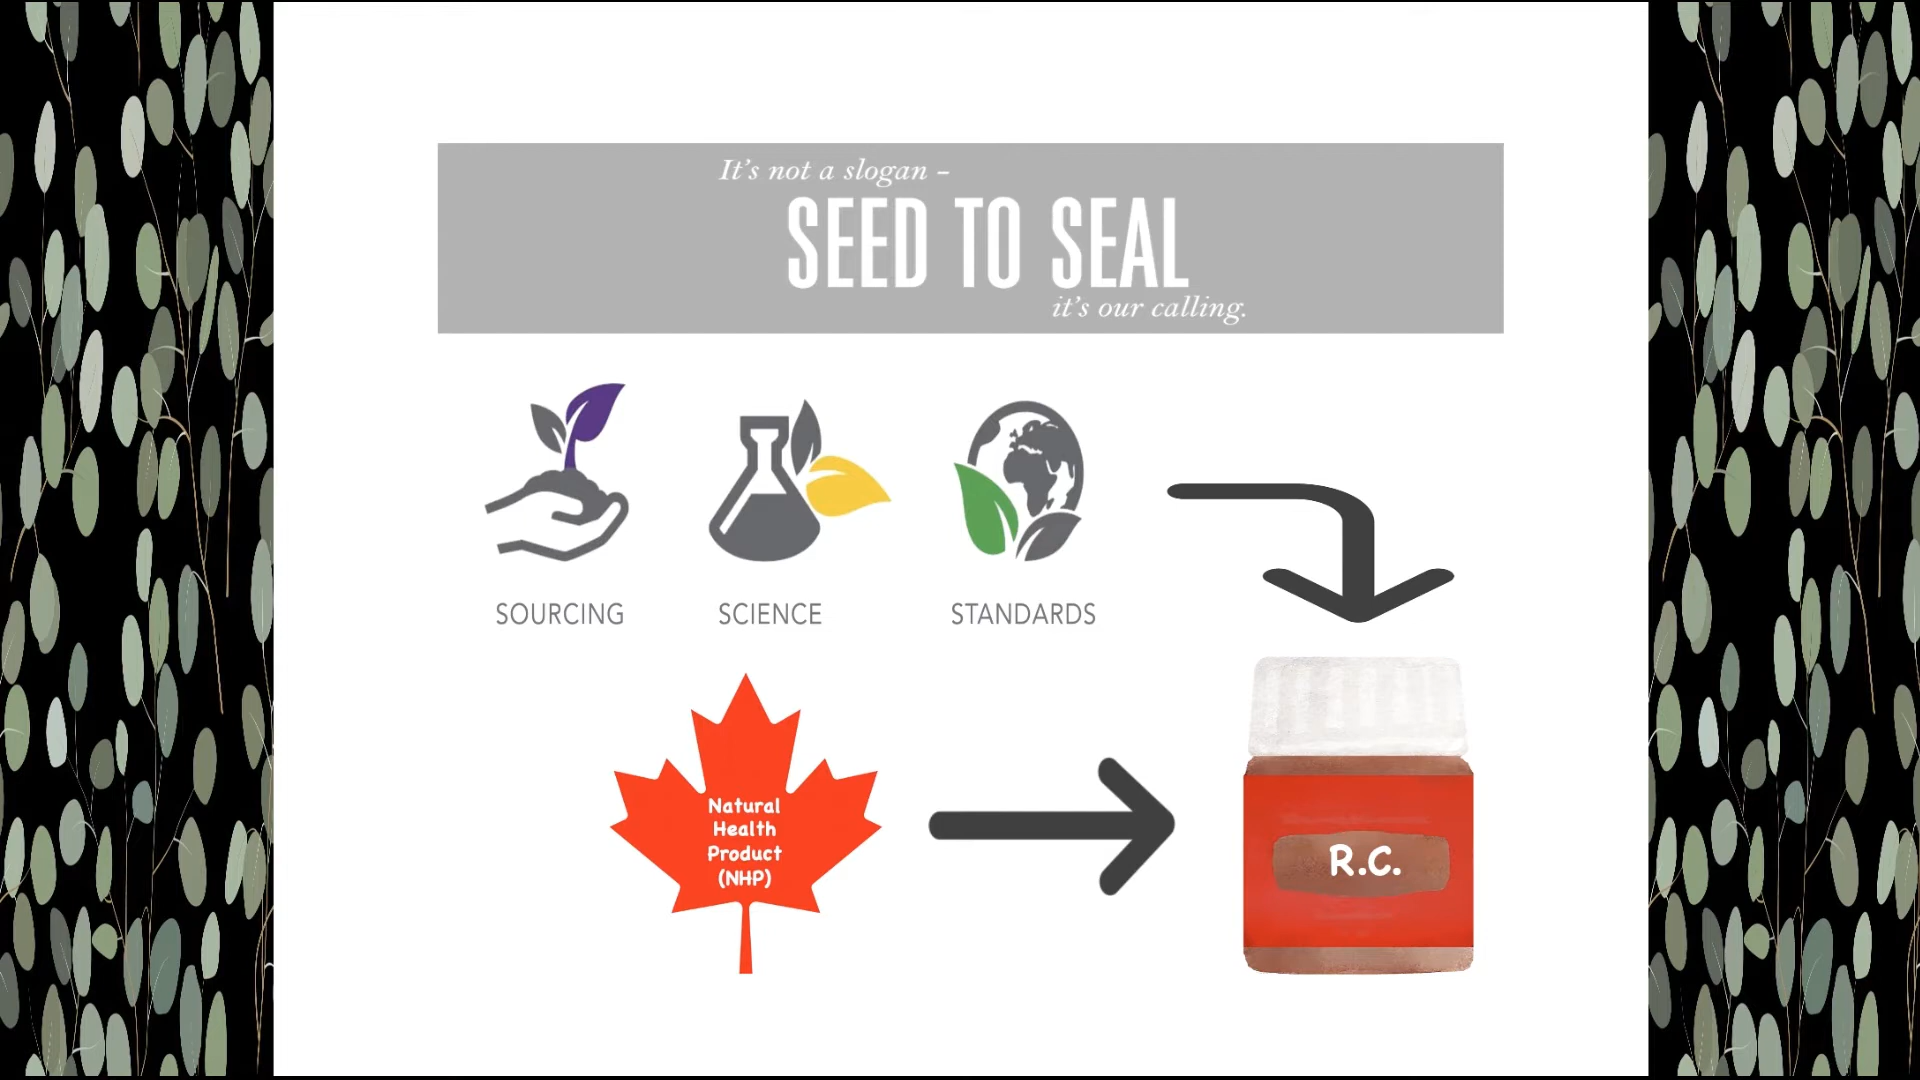 It's not a slogan –
SEED TO SEAL
it's our calling.
SOURCING
SCIENCE
STANDARDS
Natural
Health
Product
(NHP)
R.C.